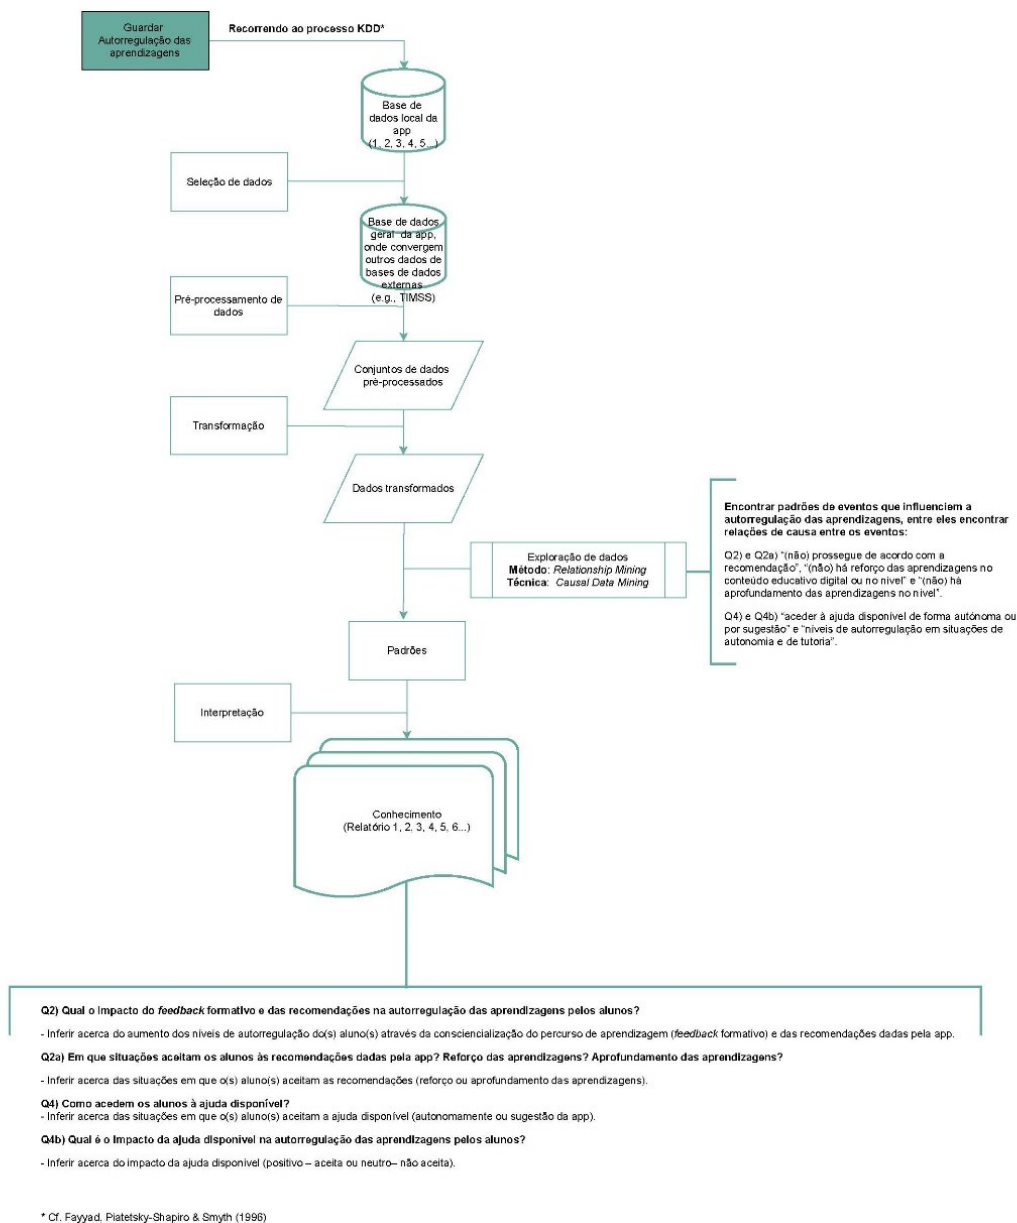 Guardar
Autorregulação das
aprendizagens
Recorrendo ao processo KDD*
Base de
dados local da
app
(1, 2, 3, 4, 5...)
Seleção de dados
Base de dados
geral da app,
onde convergem
outros dados de
bases de dados
externas
(e.g., TIMSS)
Pré-processamento de
dados
Conjuntos de dados
pré-processados
Transformação
Dados transformados
Exploração de dados
Método: Relationship Mining
Técnica: Causal Data Mining
Encontrar padrões de eventos que influenciem a
autorregulação das aprendizagens, entre eles encontrar
relações de causa entre os eventos:
Q2) e Q2a) “(não) prossegue de acordo com a
recomendação”, “(não) há reforço das aprendizagens no
conteúdo educativo digital ou no nível” e “(não) há
aprofundamento das aprendizagens no nível”.
Q4) e Q4b) “aceder à ajuda disponível de forma autónoma ou
por sugestão” e “níveis de autorregulação em situações de
autonomia e de tutoria”.
Padrões
Interpretação
Conhecimento
(Relatório 1, 2, 3, 4, 5, 6...)
Q2) Qual o Impacto do feedback formativo e das recomendações na autorregulação das aprendizagens pelos alunos?
- Inferir acerca do aumento dos níveis de autorregulação do(s) aluno(s) através da consciencialização do percurso de aprendizagem (feedback formativo) e das recomendações dadas pela app.
Q2a) Em que situações aceitam os alunos às recomendações dadas pela app? Reforço das aprendizagens? Aprofundamento das aprendizagens?
- Inferir acerca das situações em que o(s) aluno(s) aceitam as recomendações (reforço ou aprofundamento das aprendizagens).
Q4) Como acedem os alunos à ajuda disponível?
- Inferir acerca das situações em que o(s) aluno(s) aceitam a ajuda disponível (autonomamente ou sugestão da app).
Q4b) Qual é o Impacto da ajuda disponível na autorregulação das aprendizagens pelos alunos?
- Inferir acerca do impacto da ajuda disponível (positivo – aceita ou neutro– não aceita).
* Cf. Fayyad, Piatetsky-Shapiro & Smyth (1996)